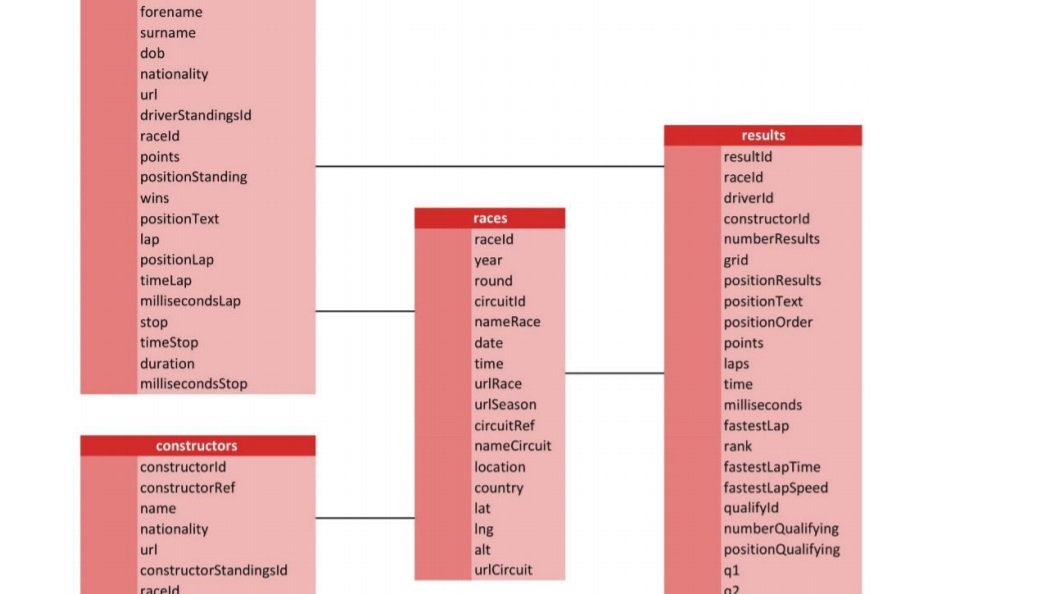 forename
surname
dob
nationality
url
driverStandingsId
raceId
points
positionStanding
wins
positionText
lap
positionLap
timeLap
millisecondsLap
stop
timeStop
duration
millisecondsStop
constructors
constructorId
constructorRef
name
nationality
url
constructorStandingsId
raceId
races
raceId
year
round
circuitId
nameRace
date
time
urlRace
urlSeason
circuitRef
nameCircuit
location
country
lat
lng
alt
urlCircuit
results
resultId
raceId
driverId
constructorId
numberResults
grid
positionResults
positionText
positionOrder
points
laps
time
milliseconds
fastestLap
rank
fastestLapTime
fastestLapSpeed
qualifyId
numberQualifying
positionQualifying
q1
q2